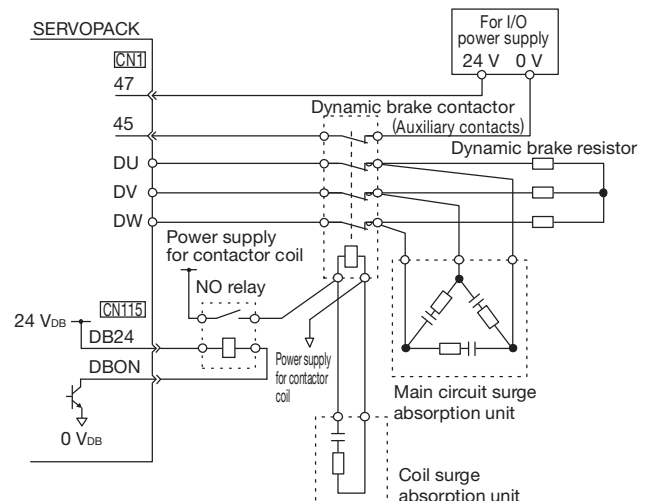 SERVOPACK
For I/O
power supply
24 V 0 V
CN1
47
Dynamic brake contactor
(Auxiliary contacts)
45
Dynamic brake resistor
DU
DV
DW
Power supply
for contactor coil
NO relay
CN115
24 VDB
DB24
DBON
0 VDB
Power supply
for contactor
coil
Main circuit surge
absorption unit
Coil surge
absorption unit